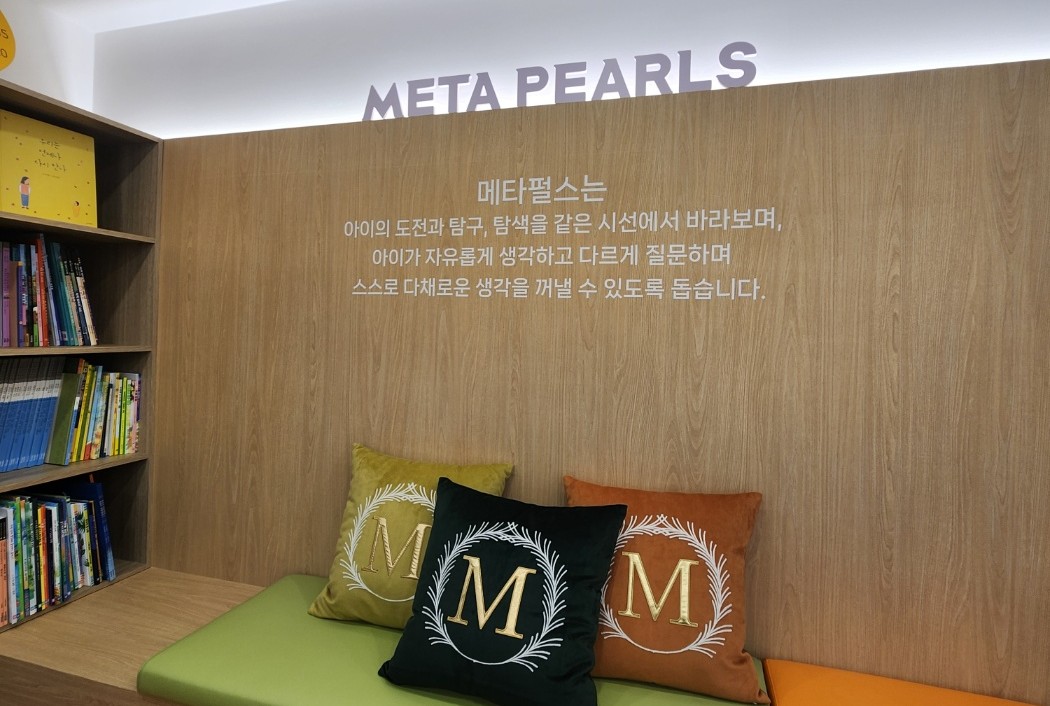 META PEARLS
메타펄스는
아이의 도전과 탐구, 탐색을 같은 시선에서 바라보며,
아이가 자유롭게 생각하고 다르게 질문하며
스스로 다채로운 생각을 꺼낼 수 있도록 돕습니다.
M
M
M